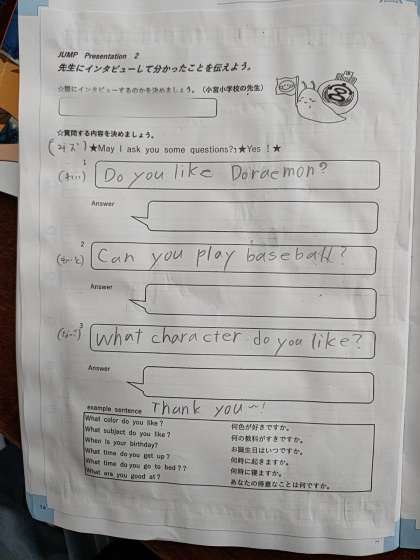 JUMP Presentation 2
先生にインタビューして分かったことを伝えよう。
☆誰にインタビューするのかを決めましょう。（小宮小学校の先生）
☆質問する内容を決めましょう。
★May I ask you some questions?↴★Yes !★
1
Do you like Doraemon?
Answer
2
Can you play baseball?
Answer
3
What character do you like?
Answer
example sentence Thank you~!
What color do you like ? 何色が好きですか。
What subject do you like ? 何の教科がすきですか。
When is your birthday? お誕生日はいつですか。
What time do you get up ? 何時に起きますか。
What time do you go to bed ? ? 何時に寝ますか。
What are you good at ? あなたの得意なことは何ですか。
14